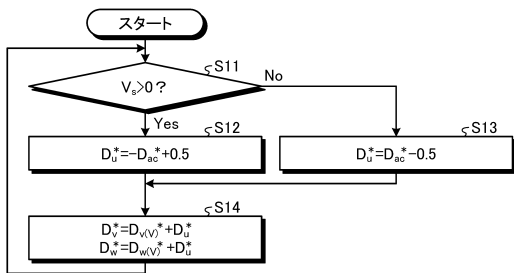 スタート
S11
Vs>0？
No
Yes
S12
Du*=−Dac*+0.5
S13
Du*=Dac*−0.5
S14
Dv*=Dv(V)*+Du*
Dw*=Dw(V)*+Du*